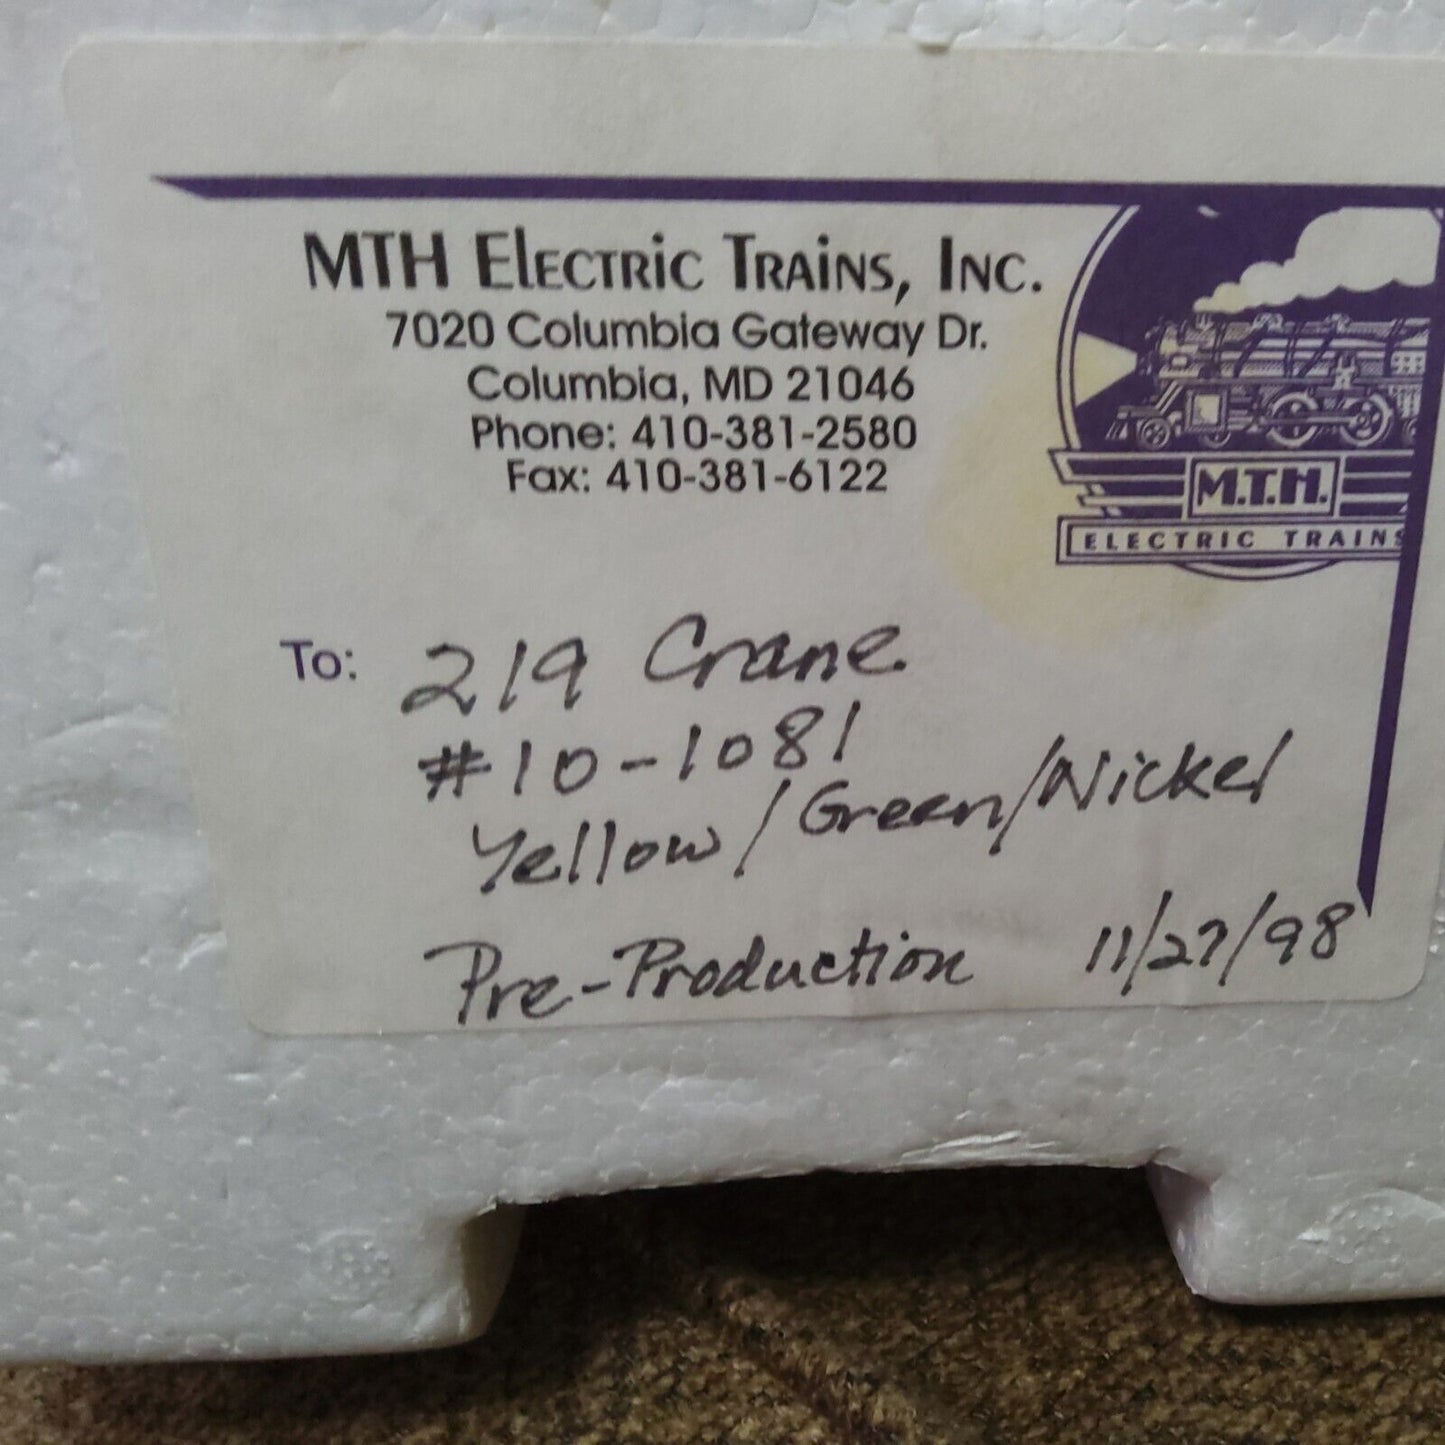 MTH Electric Trains, Inc.
7020 Columbia Gateway Dr.
Columbia, MD 21046
Phone: 410-381-2580
Fax: 410-381-6122
M.T.H.
ELECTRIC TRAINS
To: 219 Crane
#10-1081
Yellow/Green/Nickel
Pre-Production 11/27/98